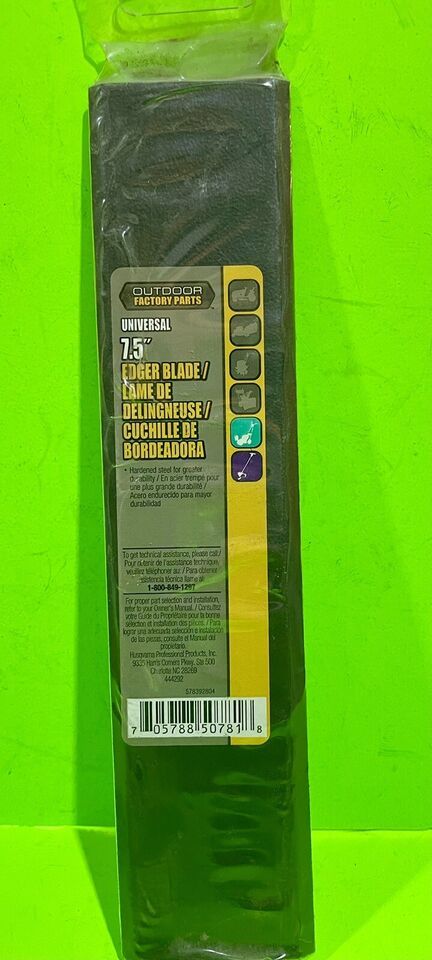 OUTDOOR
FACTORY PARTS
UNIVERSAL
7.5"
EDGER BLADE /
LAME DE
DELINGNEUSE /
CUCHILLE DE
BORDEADORA
• Hardened steel for greater
durability / En acier trempé pour
une plus grande durabilité /
Acero endurecido para mayor
durabilidad
To get technical assistance, please call:/
Pour obtenir de l'assistance technique,
veuillez téléphoner au: / Para obtener
asistencia técnica llame al:
1-800-849-1297
For proper part selection and installation,
refer to your Owner's Manual. / Consultez
votre Guide du Propriétaire pour la bonne
sélection et installation des pièces. / Para
lograr una adecuada selección e instalación
de las piezas, consulte el Manual del
propietario.
Husqvarna Professional Products, Inc.
9335 Harris Corners Pkwy, Ste 500
Charlotte NC 28269
444292
578392804
7 05788 50781 8